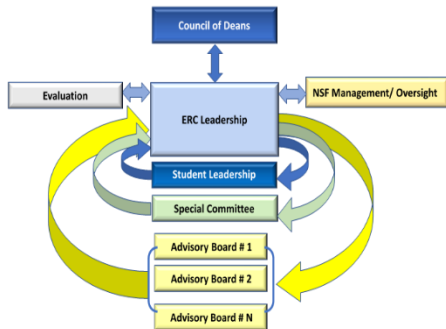 Council of Deans
Evaluation
NSF Management/ Oversight
ERC Leadership
Student Leadership
Special Committee
Advisory Board # 1
Advisory Board # 2
Advisory Board # N